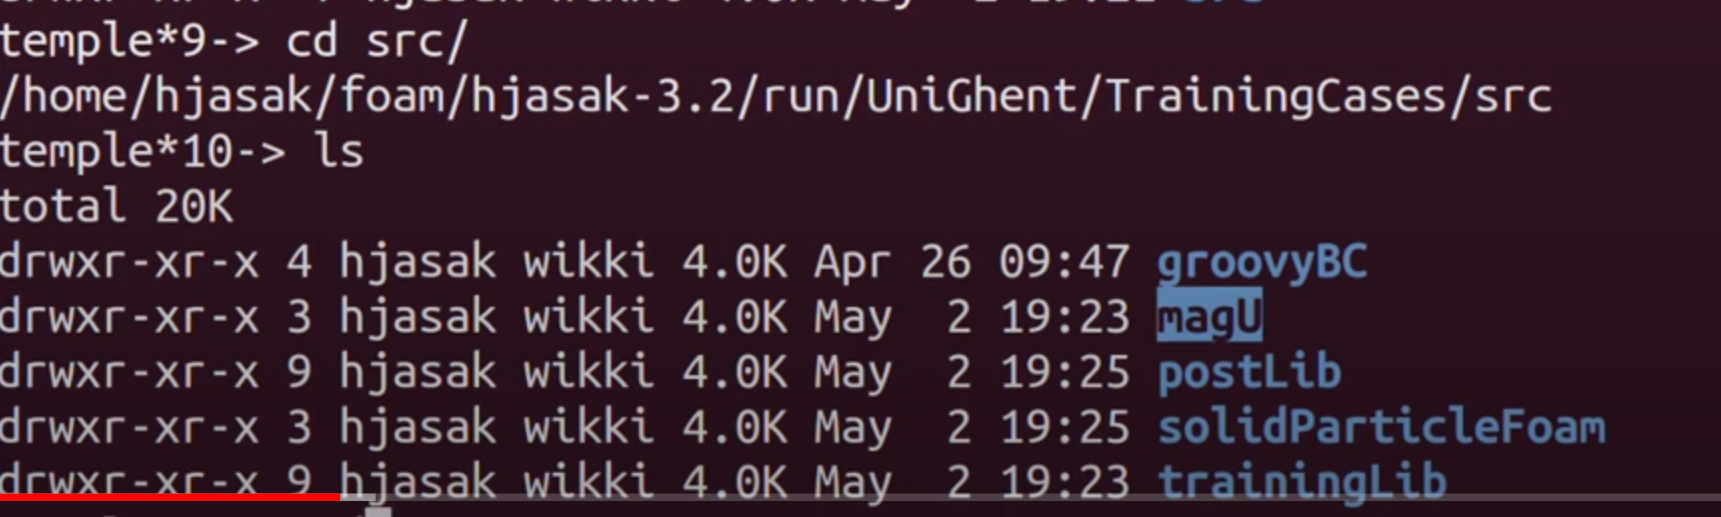 temple*9-> cd src/
/home/hjasak/foam/hjasak-3.2/run/UniGhent/TrainingCases/src
temple*10-> ls
total 20K
drwxr-xr-x 4 hjasak wikki 4.0K Apr 26 09:47 groovyBC
drwxr-xr-x 3 hjasak wikki 4.0K May  2 19:23 magU
drwxr-xr-x 9 hjasak wikki 4.0K May  2 19:25 postLib
drwxr-xr-x 3 hjasak wikki 4.0K May  2 19:25 solidParticleFoam
drwxr-xr-x 9 hjasak wikki 4.0K May  2 19:23 trainingLib